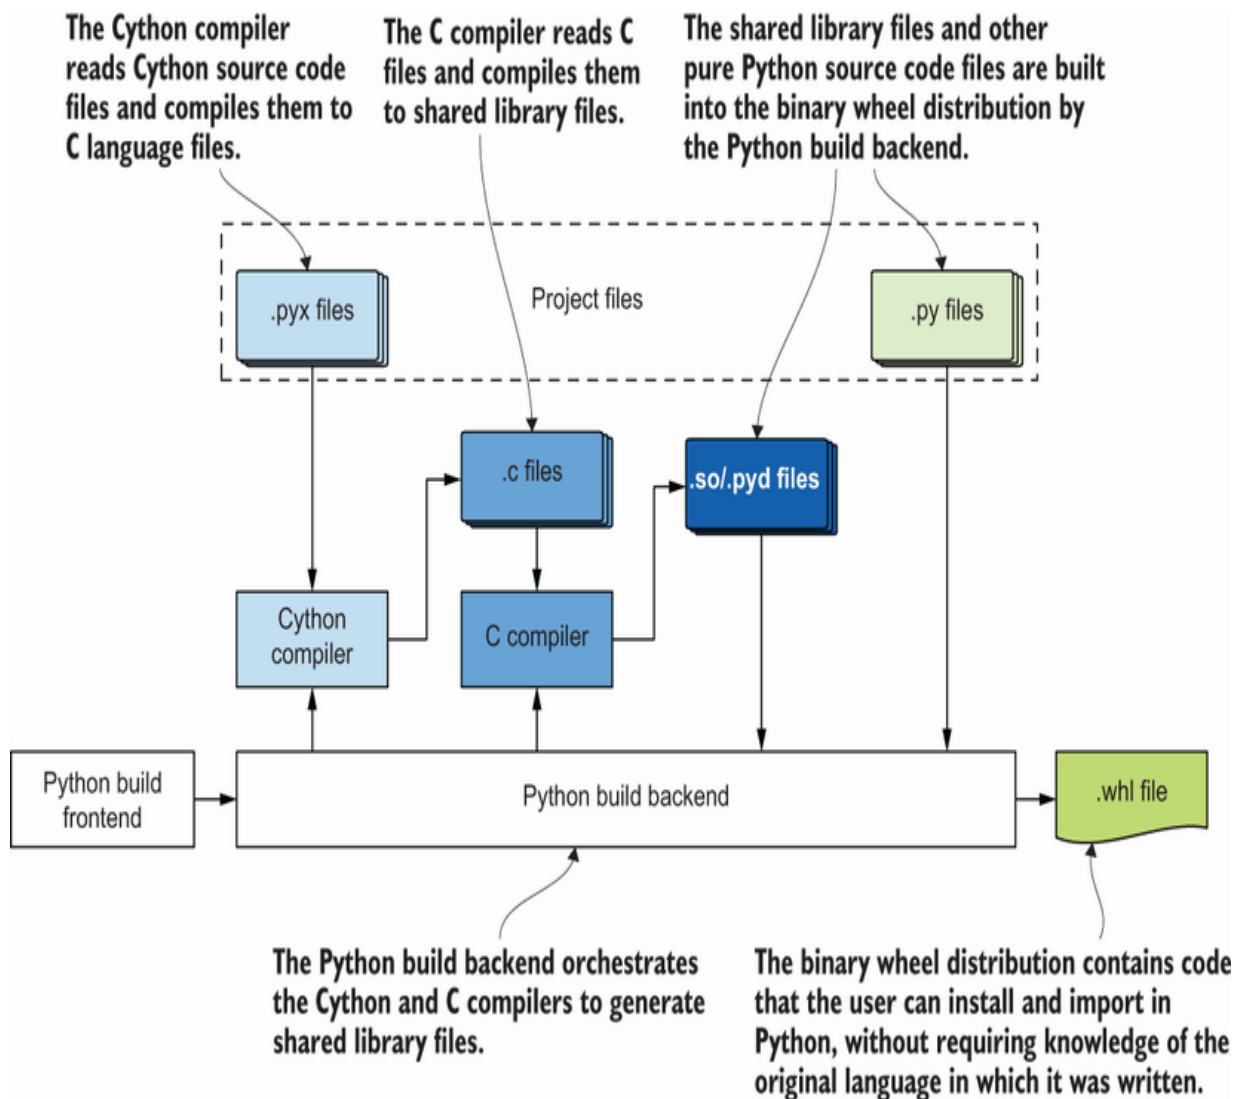 The Cython compiler
reads Cython source code
files and compiles them to
C language files.
The C compiler reads C
files and compiles them
to shared library files.
The shared library files and other
pure Python source code files are built
into the binary wheel distribution by
the Python build backend.
.pyx files
Project files
.py files
.c files
.so/.pyd files
Cython
compiler
C compiler
Python build
frontend
Python build backend
.whl file
The Python build backend orchestrates
the Cython and C compilers to generate
shared library files.
The binary wheel distribution contains code
that the user can install and import in
Python, without requiring knowledge of the
original language in which it was written.